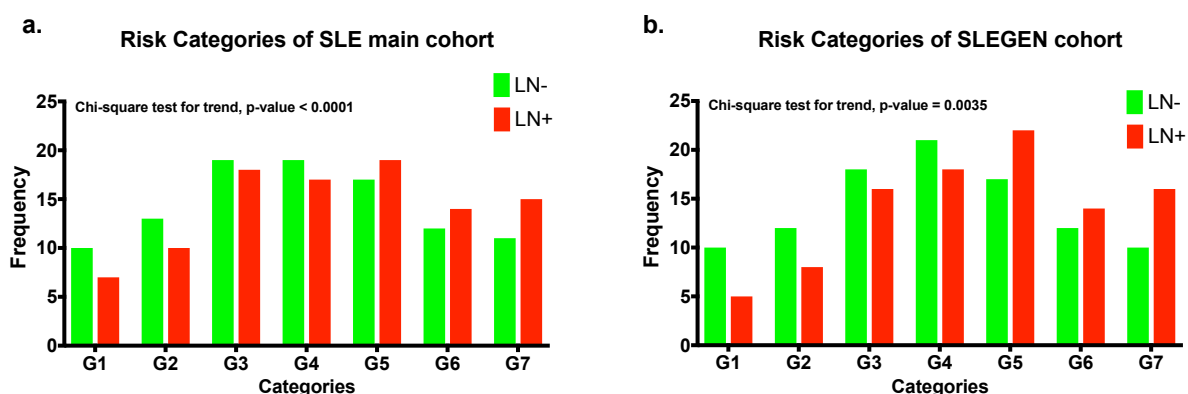 a.
Risk Categories of SLE main cohort
LN-
LN+
Chi-square test for trend, p-value < 0.0001
25
20
15
10
5
0
Frequency
G1 G2 G3 G4 G5 G6 G7
Categories
b.
Risk Categories of SLEGEN cohort
LN-
LN+
Chi-square test for trend, p-value = 0.0035
25
20
15
10
5
0
Frequency
G1 G2 G3 G4 G5 G6 G7
Categories